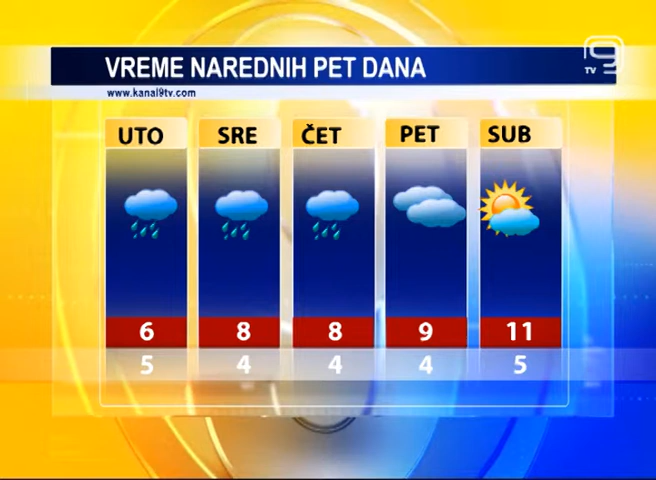 VREME NAREDNIH PET DANA
www.kanal9tv.com
TV 9
UTO SRE ČET PET SUB
6 8 8 9 11
5 4 4 4 5